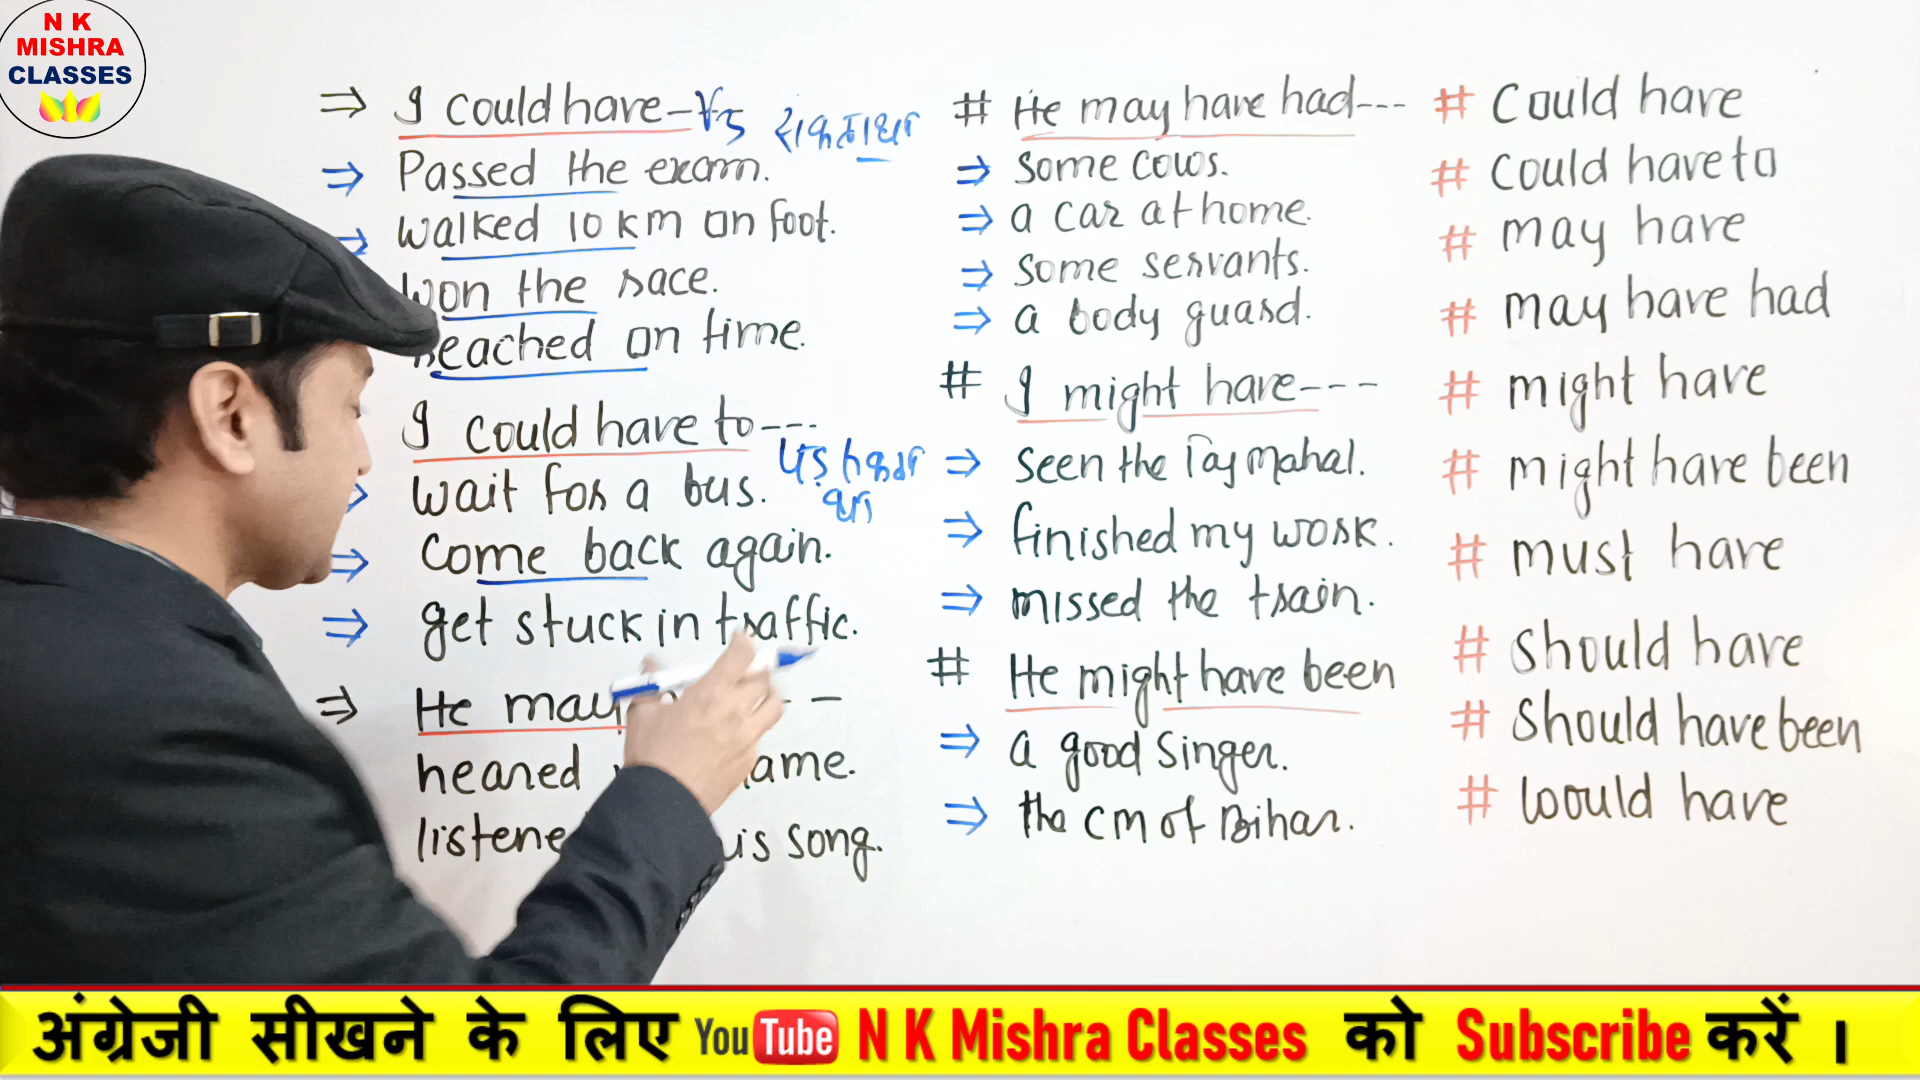 N K
MISHRA
CLASSES
⇒ I could have – V3
⇒ Passed the exam.
⇒ walked 10 km on foot.
won the race.
Reached on time.
I could have to ---
wait for a bus.
⇒ come back again.
⇒ get stuck in traffic.
⇒ He may
heared
listene is song.
# He may have had ---
⇒ some cows.
⇒ a car at home.
⇒ some servants.
⇒ a body guard.
# I might have ---
⇒ seen the Taj Mahal.
⇒ finished my work.
⇒ missed the train.
# He might have been
⇒ a good singer.
⇒ the CM of Bihar.
# Could have
# Could have to
# may have
# may have had
# might have
# might have been
# must have
# should have
# Should have been
# would have
अंग्रेजी सीखने के लिए YouTube N K Mishra Classes को Subscribe करें ।